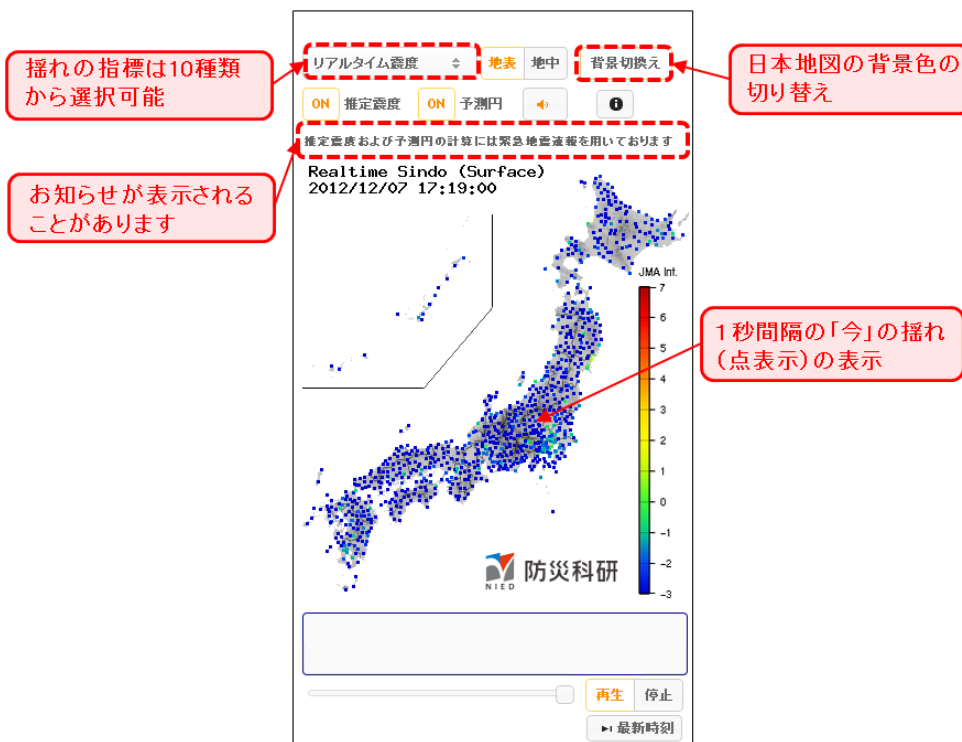 リアルタイム震度
地表
地中
背景切換え
揺れの指標は10種類
から選択可能
日本地図の背景色の
切り替え
ON 推定震度
ON 予測円
推定震度および予測円の計算には緊急地震速報を用いております
Realtime Sindo (Surface)
2012/12/07 17:19:00
お知らせが表示される
ことがあります
JMA Int.
7
6
5
4
3
2
1
0
-1
-2
-3
1秒間隔の「今」の揺れ
(点表示)の表示
NIED
防災科研
再生
停止
最新時刻